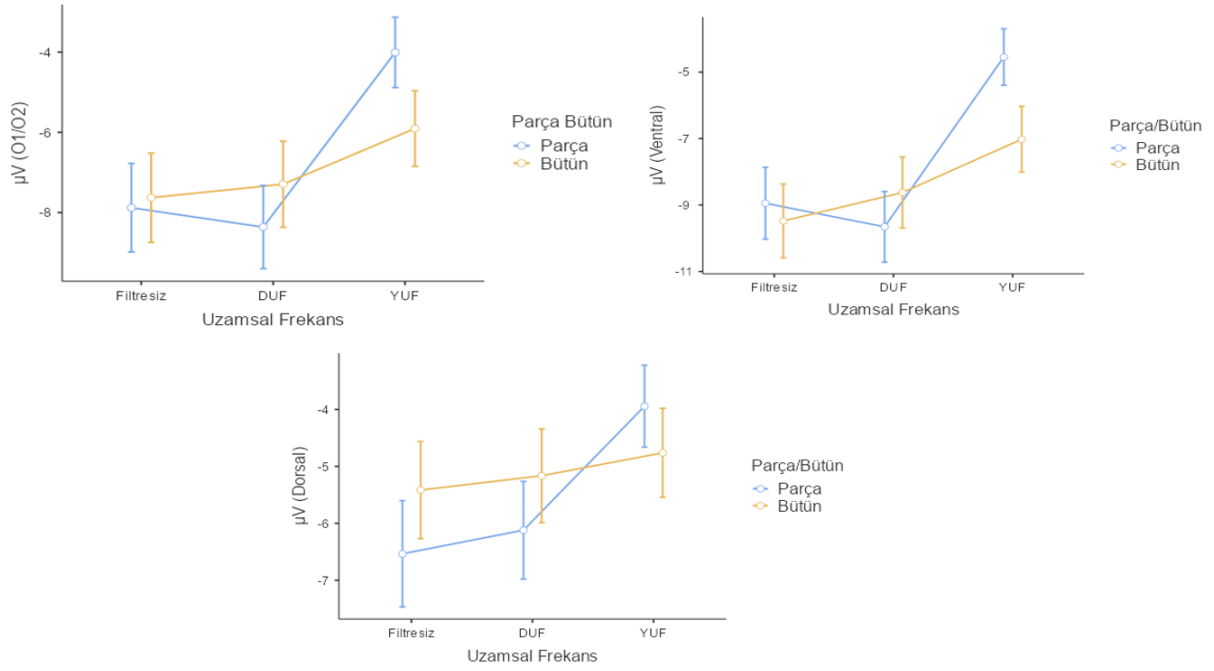 -4
-6
-8
µV (O1/O2)
Filtresiz
DUF
YUF
Uzamsal Frekans
Parça Bütün
Parça
Bütün
-5
-7
-9
-11
µV (Ventral)
Filtresiz
DUF
YUF
Uzamsal Frekans
Parça/Bütün
Parça
Bütün
-4
-5
-6
-7
µV (Dorsal)
Filtresiz
DUF
YUF
Uzamsal Frekans
Parça/Bütün
Parça
Bütün